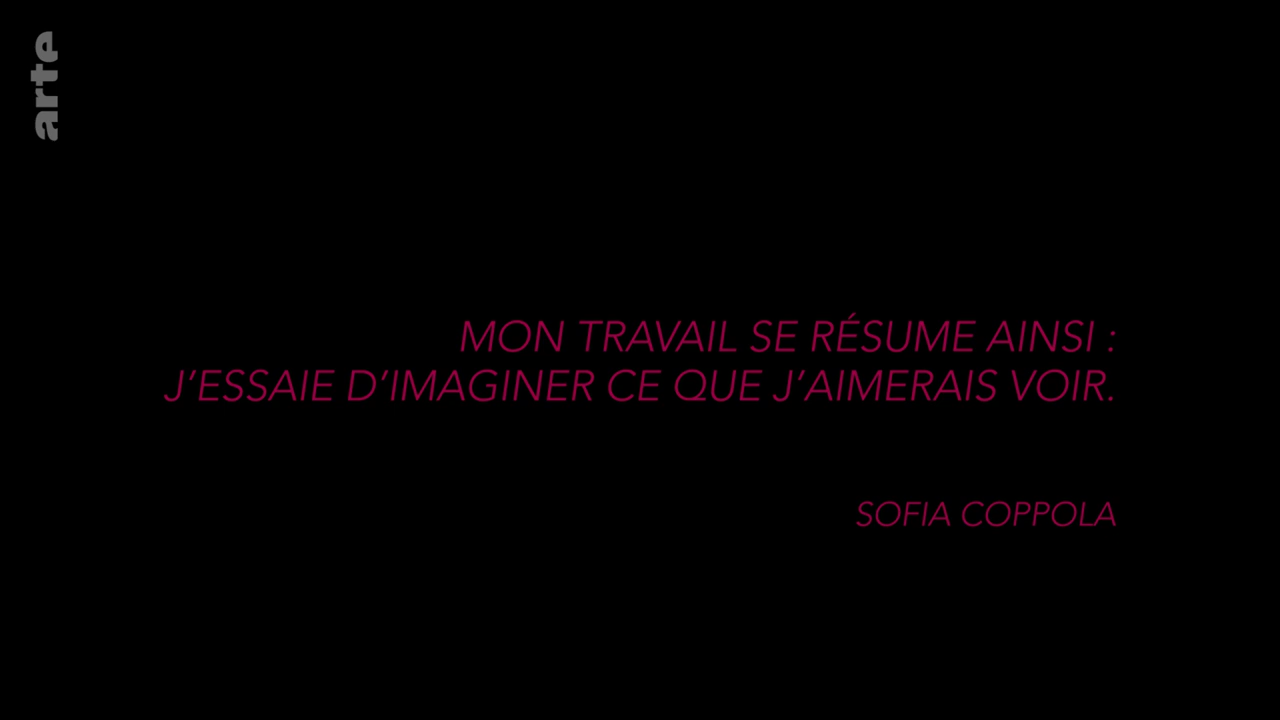 arte
MON TRAVAIL SE RÉSUME AINSI :
J’ESSAIE D‘IMAGINER CE QUE J’AIMERAIS VOIR.
SOFIA COPPOLA